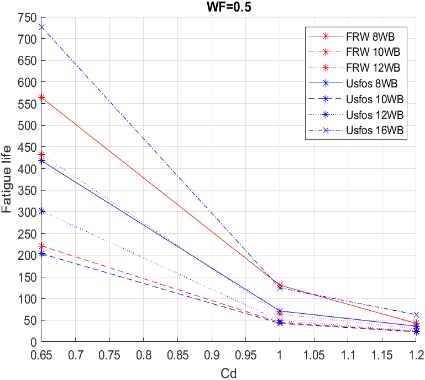 WF=0.5
750
700
650
600
550
500
450
400
350
300
250
200
150
100
50
0
Fatigue life
FRW 8WB
FRW 10WB
FRW 12WB
Usfos 8WB
Usfos 10WB
Usfos 12WB
Usfos 16WB
0.65 0.7 0.75 0.8 0.85 0.9 0.95 1 1.05 1.1 1.15 1.2
Cd